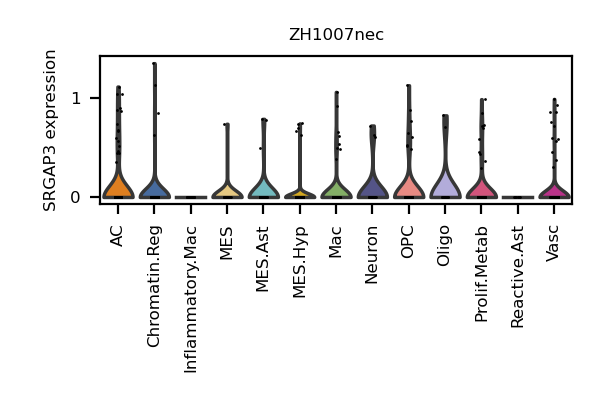 ZH1007nec
SRGAP3 expression
1
0
AC
Chromatin.Reg
Inflammatory.Mac
MES
MES.Ast
MES.Hyp
Mac
Neuron
OPC
Oligo
Prolif.Metab
Reactive.Ast
Vasc